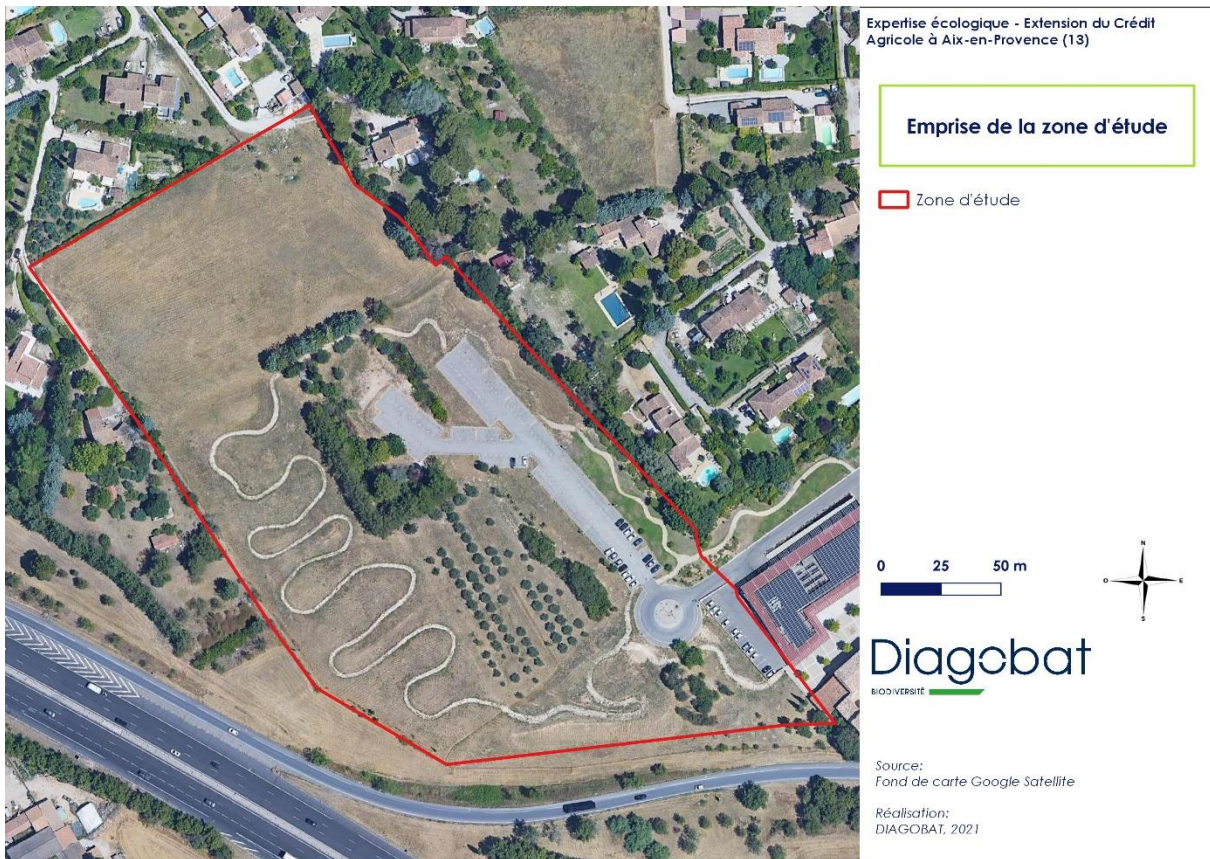 Expertise écologique - Extension du Crédit
Agricole à Aix-en-Provence (13)
Emprise de la zone d'étude
Zone d'étude
0 25 50 m
N
O E
S
Diagobat
BIODIVERSITÉ
Source:
Fond de carte Google Satellite
Réalisation:
DIAGOBAT, 2021